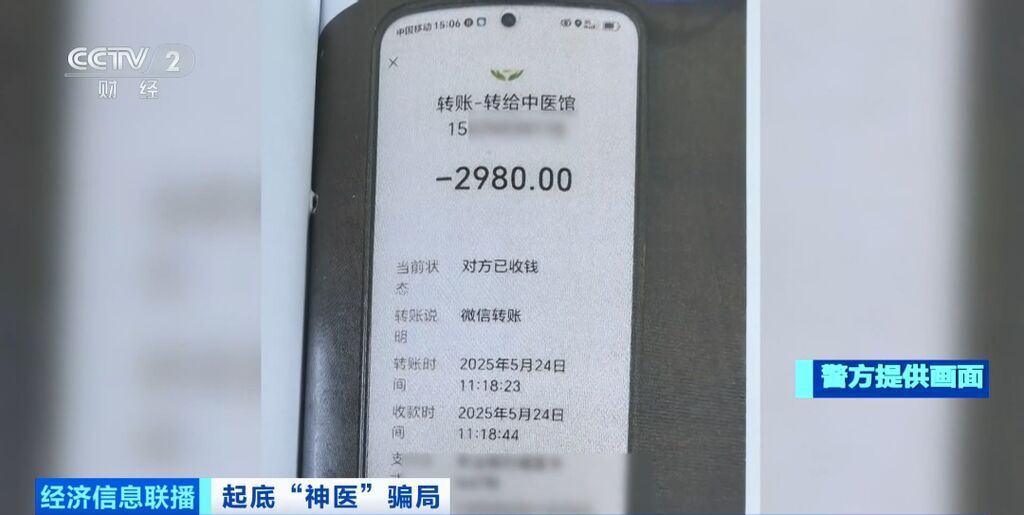 CCTV 2
财经
中国移动 15:06
转账-转给中医馆
15
-2980.00
当前状态 对方已收钱
转账说明 微信转账
转账时间 2025年5月24日 11:18:23
收款时间 2025年5月24日 11:18:44
支
警方提供画面
经济信息联播
起底“神医”骗局